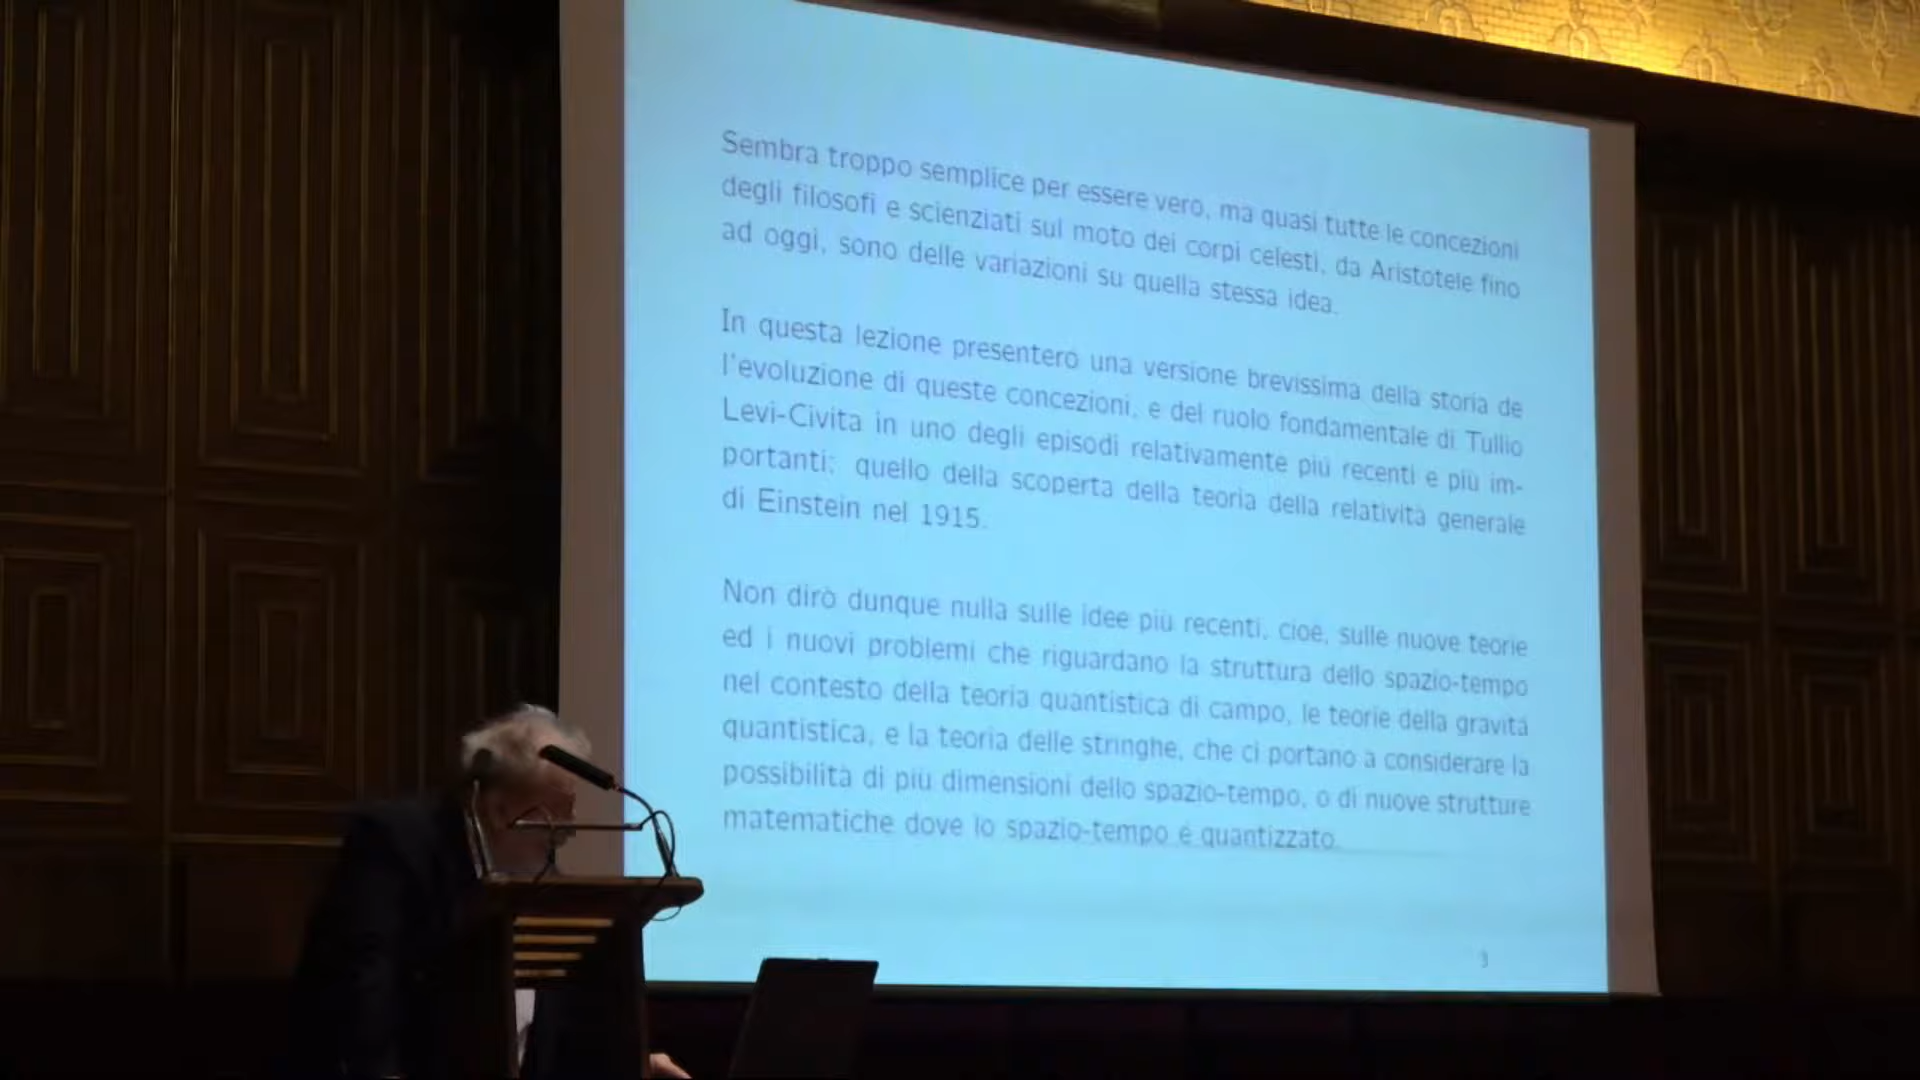 Sembra troppo semplice per essere vero, ma quasi tutte le concezioni
degli filosofi e scienziati sul moto dei corpi celesti, da Aristotele fino
ad oggi, sono delle variazioni su quella stessa idea.
In questa lezione presenterò una versione brevissima della storia de
l'evoluzione di queste concezioni, e del ruolo fondamentale di Tullio
Levi-Civita in uno degli episodi relativamente più recenti e più im-
portanti: quello della scoperta della teoria della relatività generale
di Einstein nel 1915.
Non dirò dunque nulla sulle idee più recenti, cioè, sulle nuove teorie
ed i nuovi problemi che riguardano la struttura dello spazio-tempo
nel contesto della teoria quantistica di campo, le teorie della gravità
quantistica, e la teoria delle stringhe, che ci portano a considerare la
possibilità di più dimensioni dello spazio-tempo, o di nuove strutture
matematiche dove lo spazio-tempo è quantizzato.
3